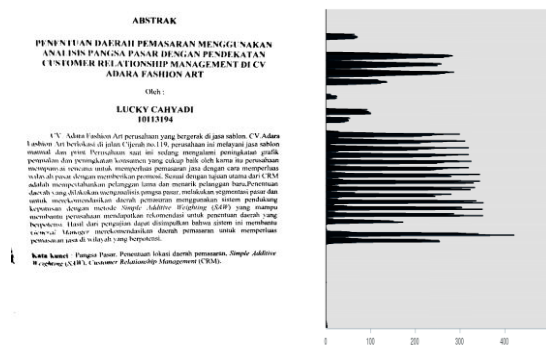 ABSTRAK
PENENTUAN DAERAH PEMASARAN MENGGUNAKAN
ANALISIS PANGSA PASAR DENGAN PENDEKATAN
CUSTOMER RELATIONSHIP MANAGEMENT DI CV
ADARA FASHION ART
Oleh :
LUCKY CAHYADI
10113194
CV. Adara Fashion Art perusahaan yang bergerak di jasa sablon. CV.Adara
Fashion Art berlokasi di jalan Cijerah no.119, perusahaan ini melayani jasa sablon
manual dan print. Perusahaan saat ini sedang mengalami peningkatan grafik
penjualan dan peningkatan konsumen yang cukup baik oleh karna itu perusahaan
mempunyai rencana untuk memperluas pemasaran jasa dengan cara memperluas
wilayah pasar dengan memberikan promosi. Sesuai dengan tujuan utama dari CRM
adalah mempertahankan pelanggan lama dan menarik pelanggan baru.Penentuan
daerah yang dilakukan menganalisis pangsa pasar, melakukan segmentasi pasar dan
untuk merekomendasikan daerah pemasaran menggunakan sistem pendukung
keputusan dengan metode Simple Additive Weighting (SAW) yang mampu
membantu perusahaan mendapatkan rekomendasi untuk penentuan daerah yang
berpotensi. Hasil dari pengujian dapat disimpulkan bahwa sistem ini membantu
General Manager merekomendasikan daerah pemasaran untuk memperluas
pemasaran jasa di wilayah yang berpotensi.
Kata kunci : Pangsa Pasar, Penentuan lokasi daerah pemasaran, Simple Additive
Weighting (SAW), Customer Relationship Management (CRM).
0 100 200 300 400